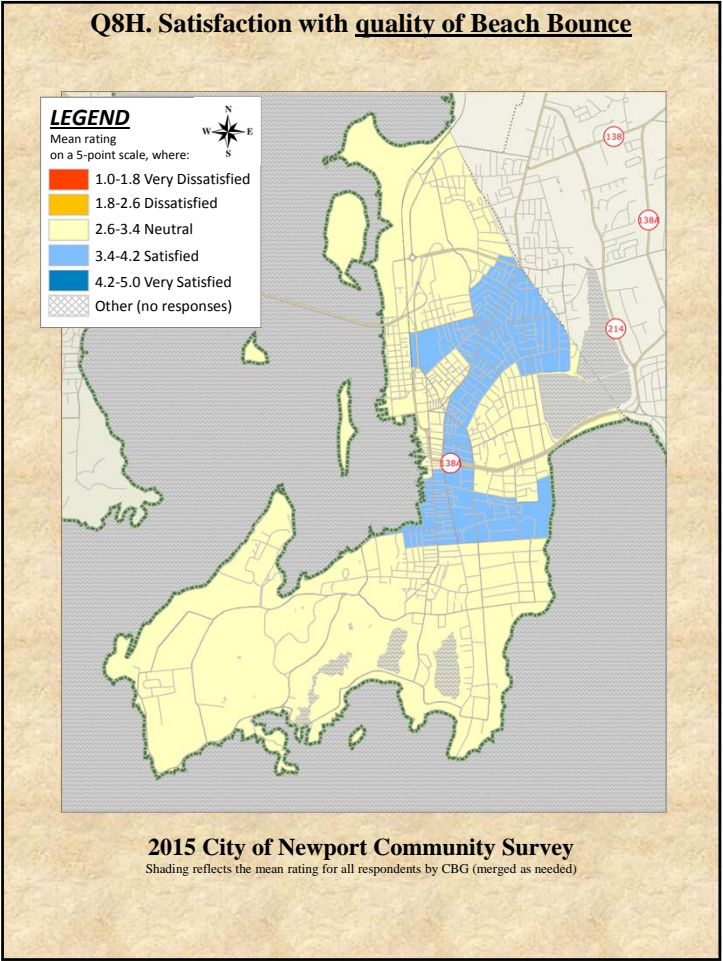 Q8H. Satisfaction with quality of Beach Bounce
LEGEND
Mean rating
on a 5-point scale, where:
N
W E
S
1.0-1.8 Very Dissatisfied
1.8-2.6 Dissatisfied
2.6-3.4 Neutral
3.4-4.2 Satisfied
4.2-5.0 Very Satisfied
Other (no responses)
138
138A
214
138A
2015 City of Newport Community Survey
Shading reflects the mean rating for all respondents by CBG (merged as needed)